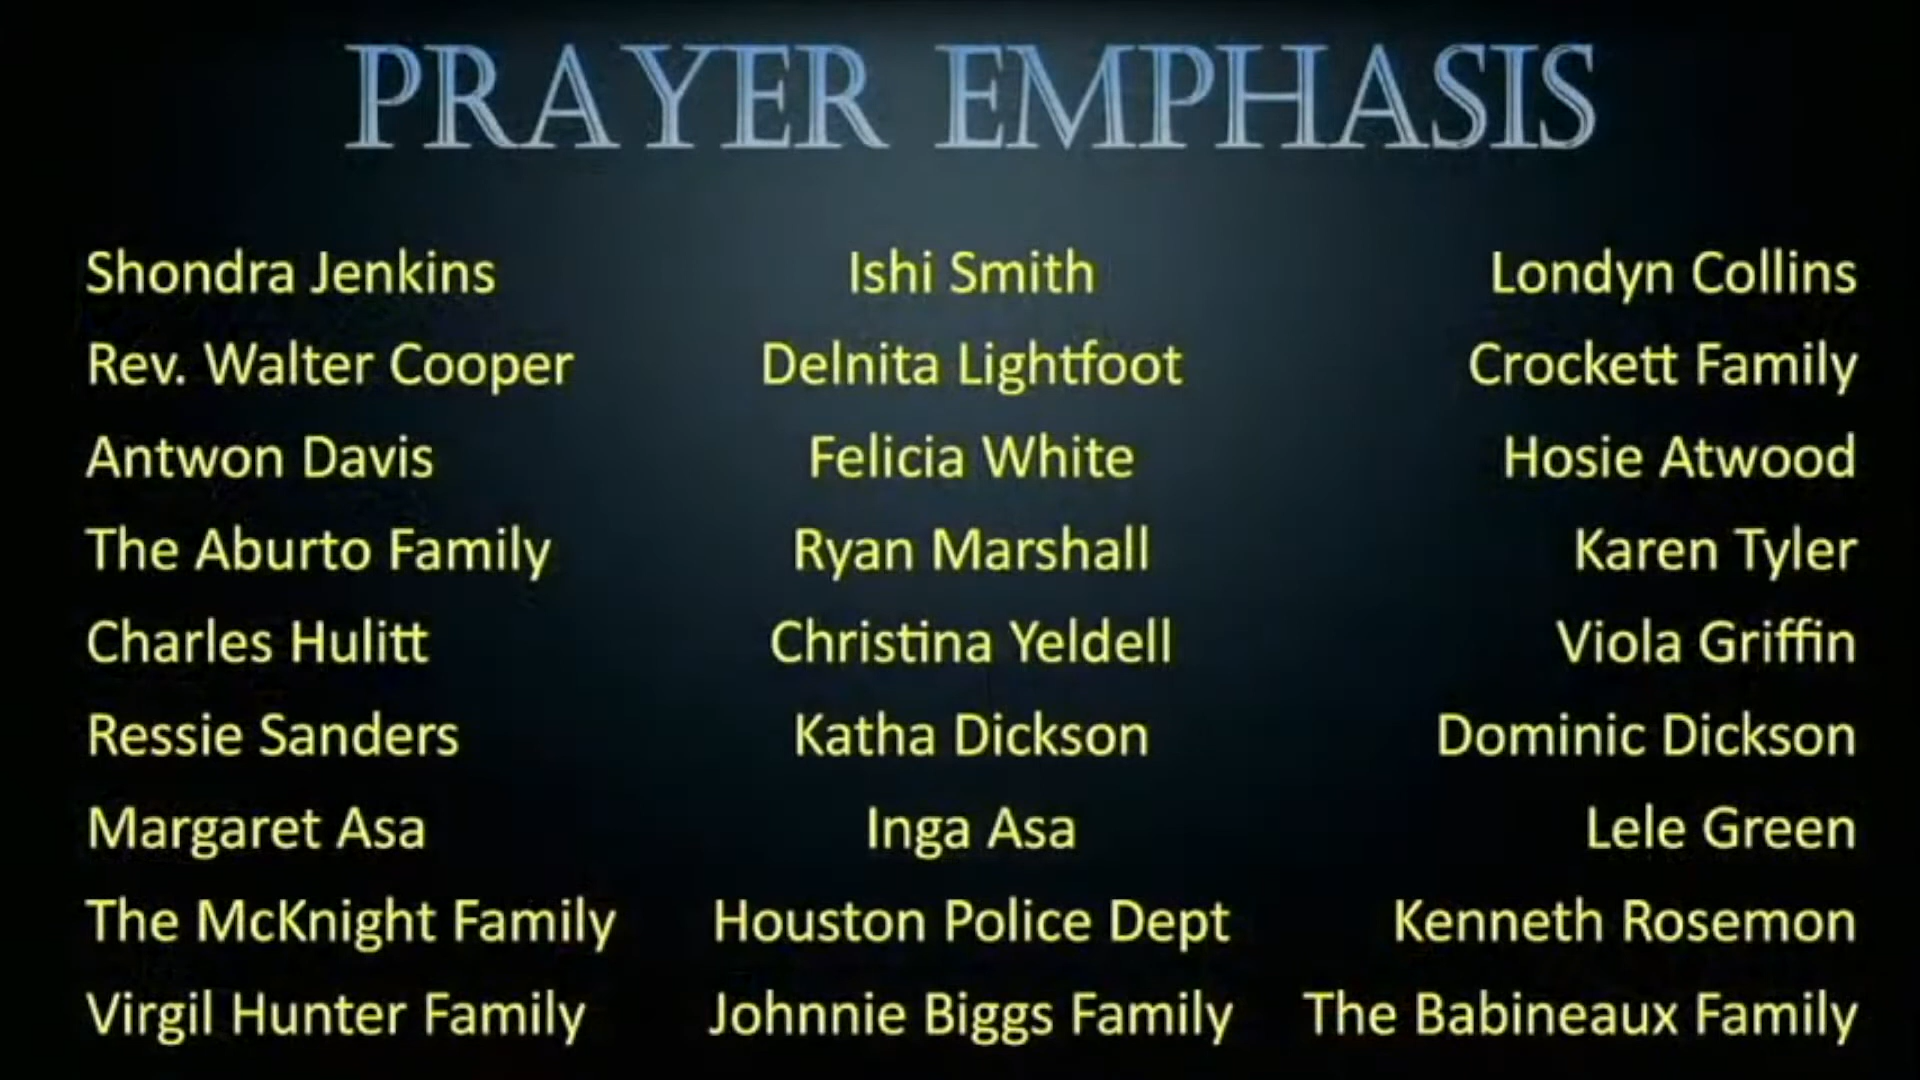 PRAYER EMPHASIS
Shondra Jenkins Ishi Smith Londyn Collins
Rev. Walter Cooper Delnita Lightfoot Crockett Family
Antwon Davis Felicia White Hosie Atwood
The Aburto Family Ryan Marshall Karen Tyler
Charles Hulitt Christina Yeldell Viola Griffin
Ressie Sanders Katha Dickson Dominic Dickson
Margaret Asa Inga Asa Lele Green
The McKnight Family Houston Police Dept Kenneth Rosemon
Virgil Hunter Family Johnnie Biggs Family The Babineaux Family